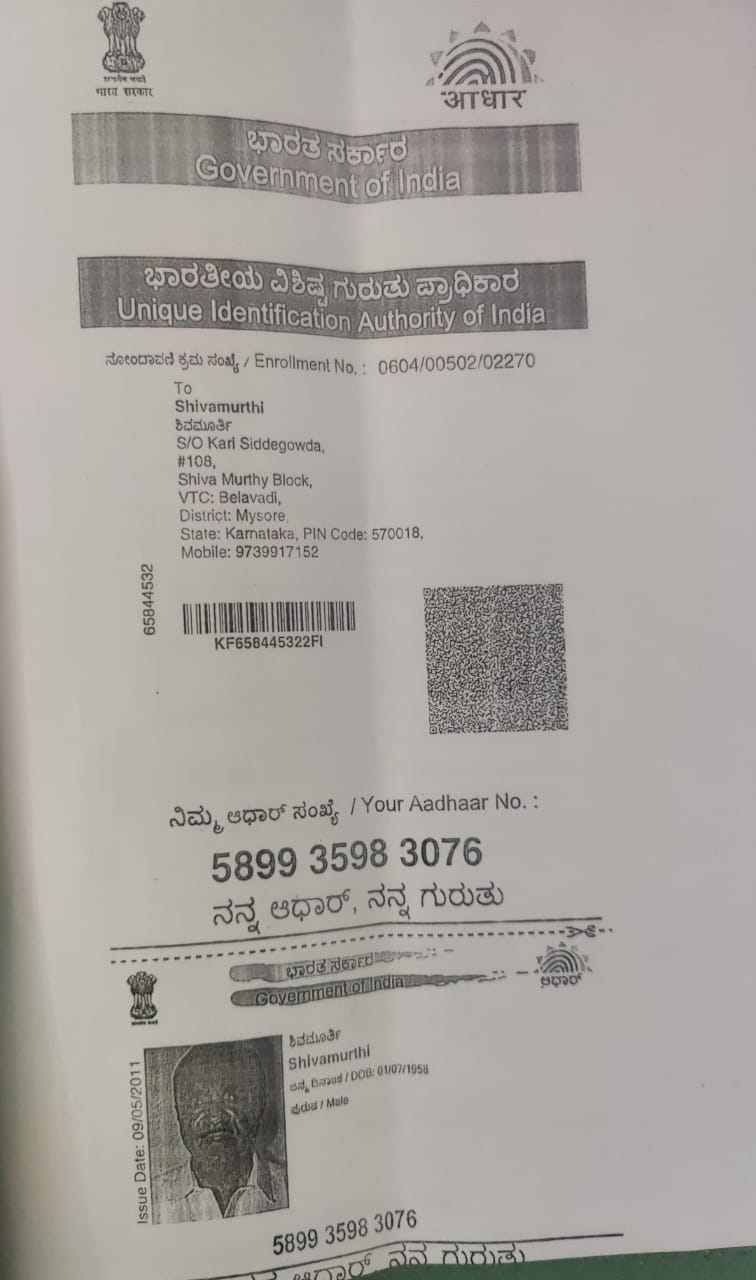 भारत सरकार
आधार
ಭಾರತ ಸರ್ಕಾರ
Government of India
ಭಾರತೀಯ ವಿಶಿಷ್ಟ ಗುರುತು ಪ್ರಾಧಿಕಾರ
Unique Identification Authority of India
ನೋಂದಾವಣಿ ಕ್ರಮ ಸಂಖ್ಯೆ / Enrollment No. : 0604/00502/02270
To
Shivamurthi
ಶಿವಮೂರ್ತಿ
S/O Kari Siddegowda,
#108,
Shiva Murthy Block,
VTC: Belavadi,
District: Mysore,
State: Karnataka, PIN Code: 570018,
Mobile: 9739917152
65844532
KF658445322FI
ನಿಮ್ಮ ಆಧಾರ್ ಸಂಖ್ಯೆ / Your Aadhaar No. :
5899 3598 3076
ನನ್ನ ಆಧಾರ್, ನನ್ನ ಗುರುತು
ಭಾರತ ಸರ್ಕಾರ
Government of India
ಆಧಾರ್
ಶಿವಮೂರ್ತಿ
Shivamurthi
ಜನ್ಮ ದಿನಾಂಕ / DOB: 01/07/1958
ಪುರುಷ / Male
Issue Date: 09/05/2011
5899 3598 3076
ಆಧಾರ್, ನನ್ನ ಗುರುತು